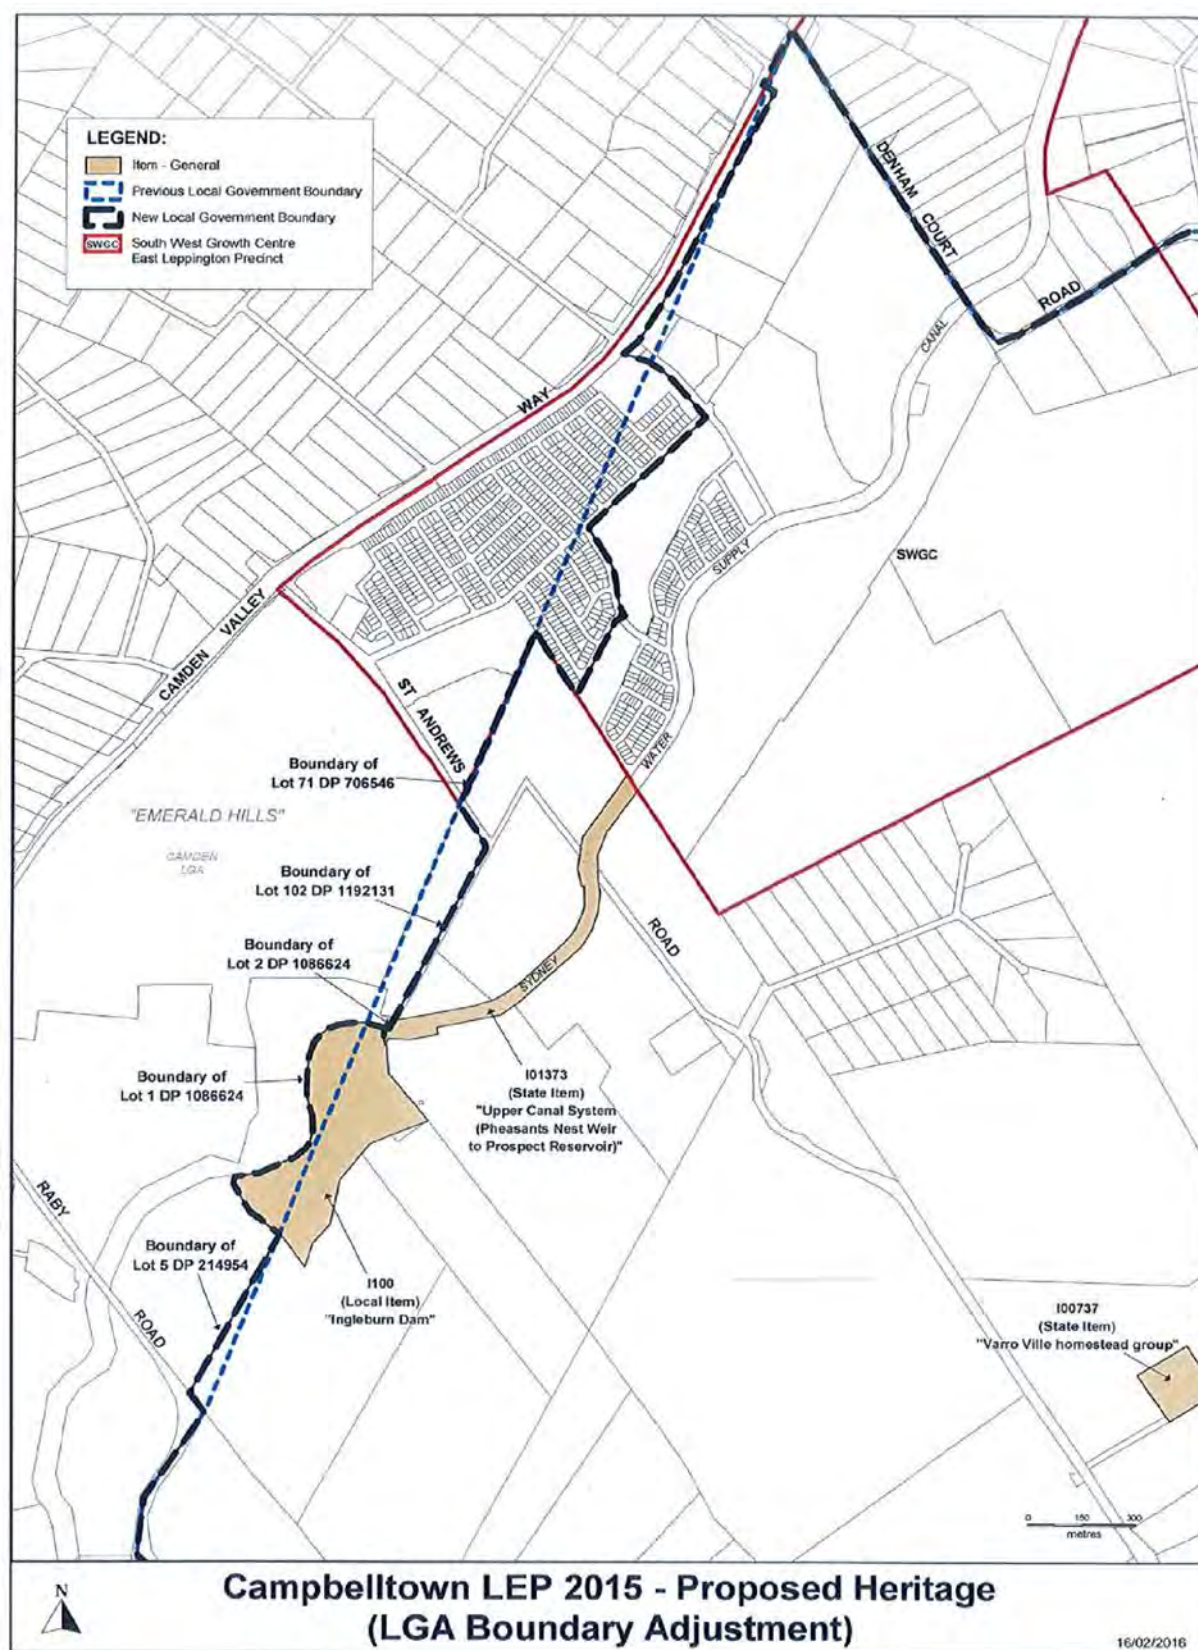 LEGEND:
Item - General
Previous Local Government Boundary
New Local Government Boundary
SWGC South West Growth Centre
East Leppington Precinct
DENHAM COURT
ROAD
CANAL
WAY
SUPPLY
SWGC
CAMDEN VALLEY
ST ANDREWS
WATER
Boundary of
Lot 71 DP 706546
"EMERALD HILLS"
CAMDEN
LGA
Boundary of
Lot 102 DP 1192131
ROAD
Boundary of
Lot 2 DP 1086624
SYDNEY
Boundary of
Lot 1 DP 1086624
I01373
(State Item)
"Upper Canal System
(Pheasants Nest Weir
to Prospect Reservoir)"
RABY
ROAD
Boundary of
Lot 5 DP 214954
I100
(Local Item)
"Ingleburn Dam"
I00737
(State Item)
"Varro Ville homestead group"
0 150 300
metres
N
Campbelltown LEP 2015 - Proposed Heritage
(LGA Boundary Adjustment)
16/02/2016